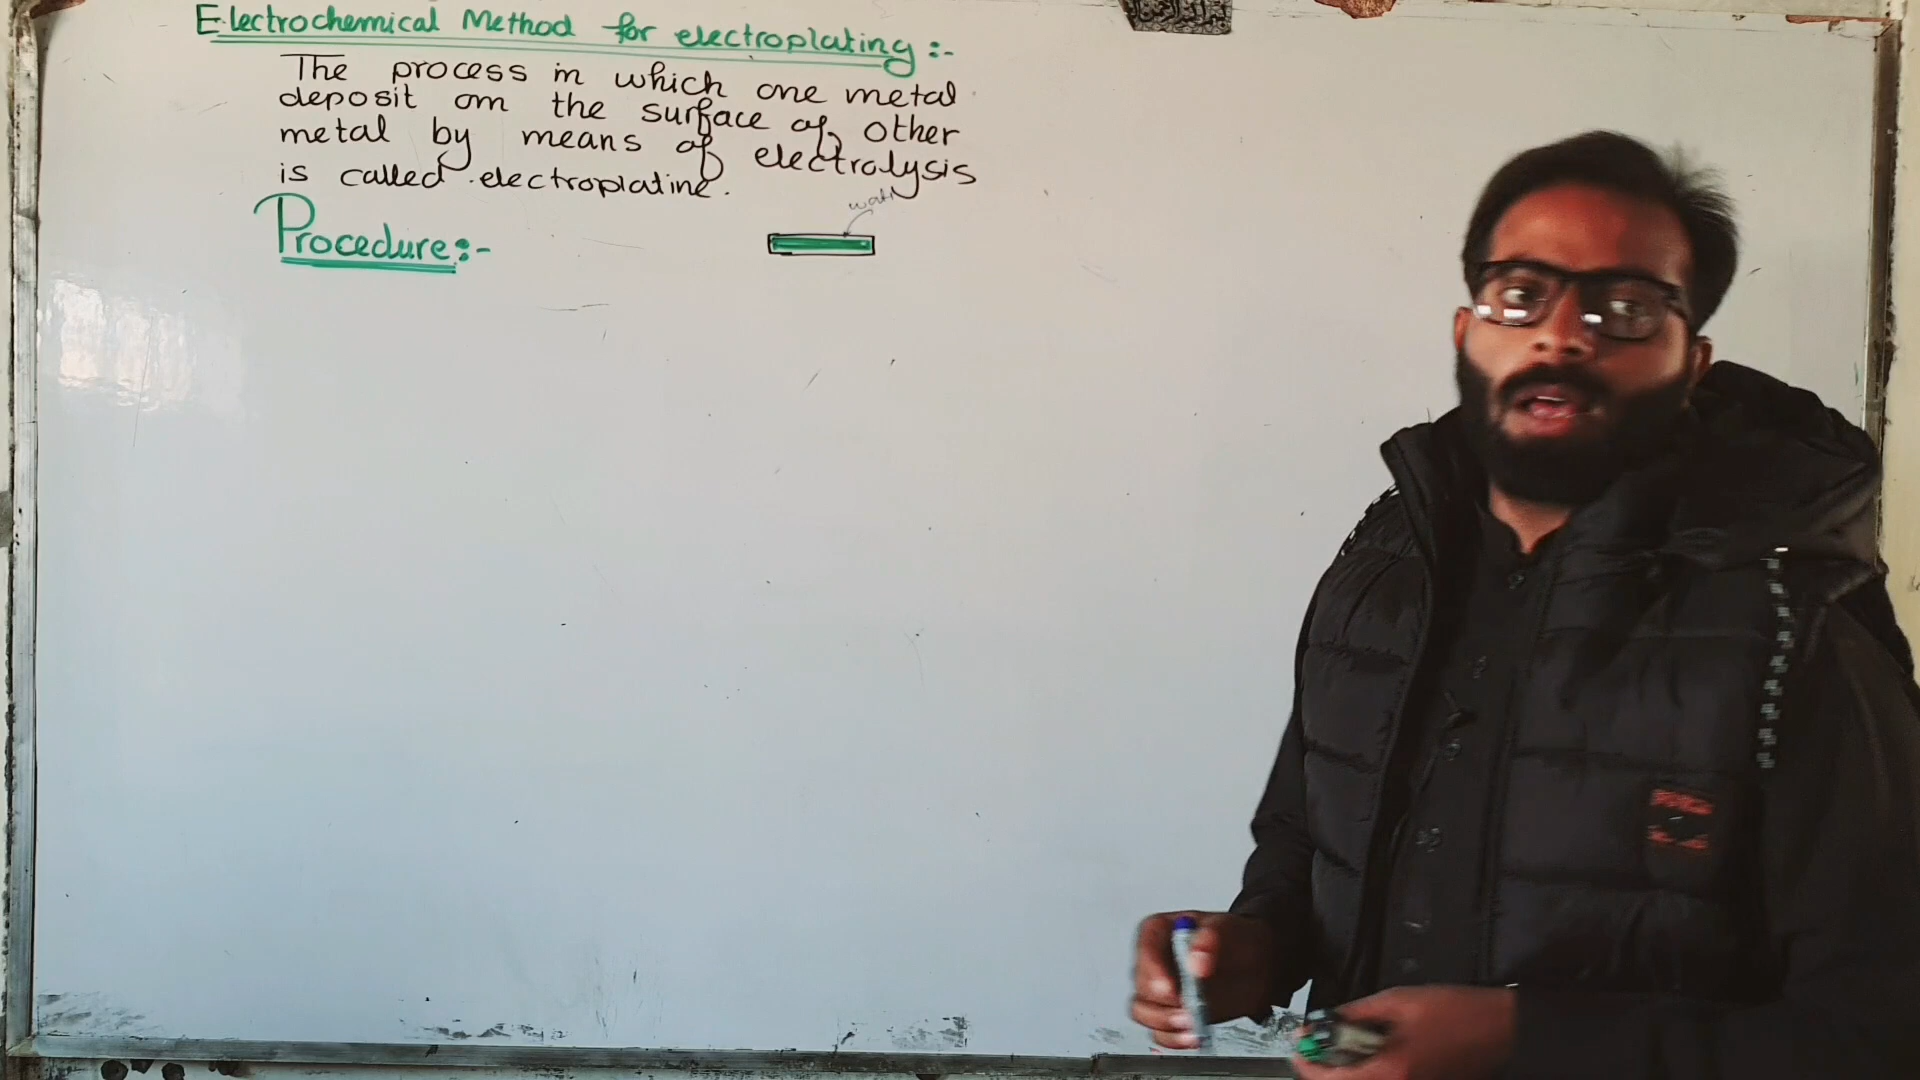 Electrochemical Method for electroplating:-
The process in which one metal
deposit om the surface of other
metal by means of electrolysis
is called electroplatine.
Procedure:-